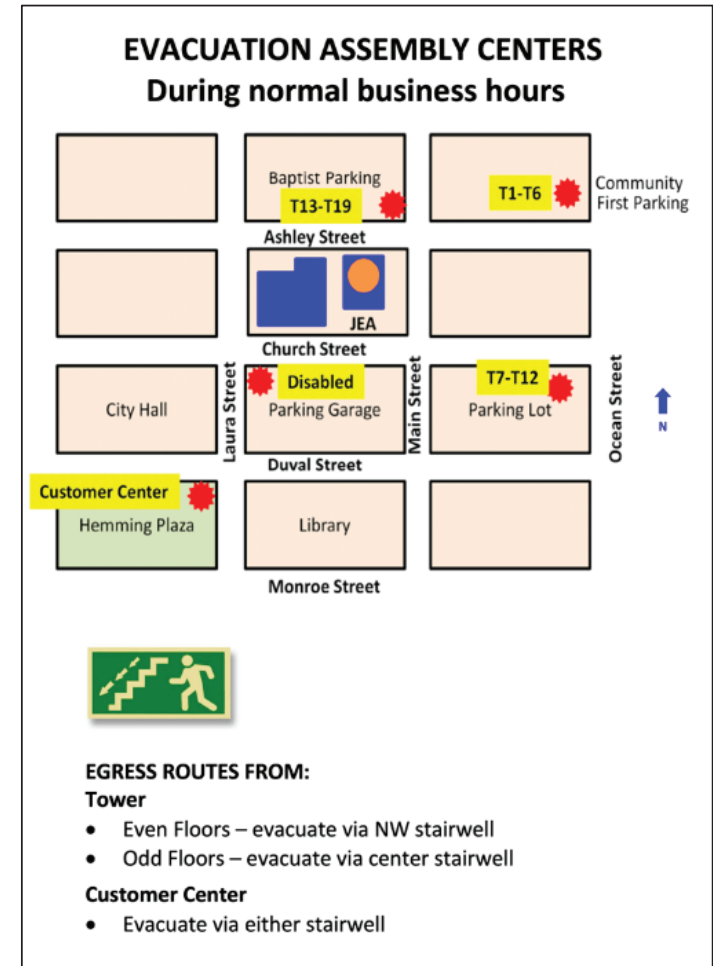 EVACUATION ASSEMBLY CENTERS
During normal business hours
Baptist Parking
T13-T19
T1-T6
Community
First Parking
Ashley Street
JEA
Church Street
Laura Street
Disabled
Main Street
T7-T12
Ocean Street
City Hall
Parking Garage
Parking Lot
N
Duval Street
Customer Center
Hemming Plaza
Library
Monroe Street
EGRESS ROUTES FROM:
Tower
• Even Floors – evacuate via NW stairwell
• Odd Floors – evacuate via center stairwell
Customer Center
• Evacuate via either stairwell